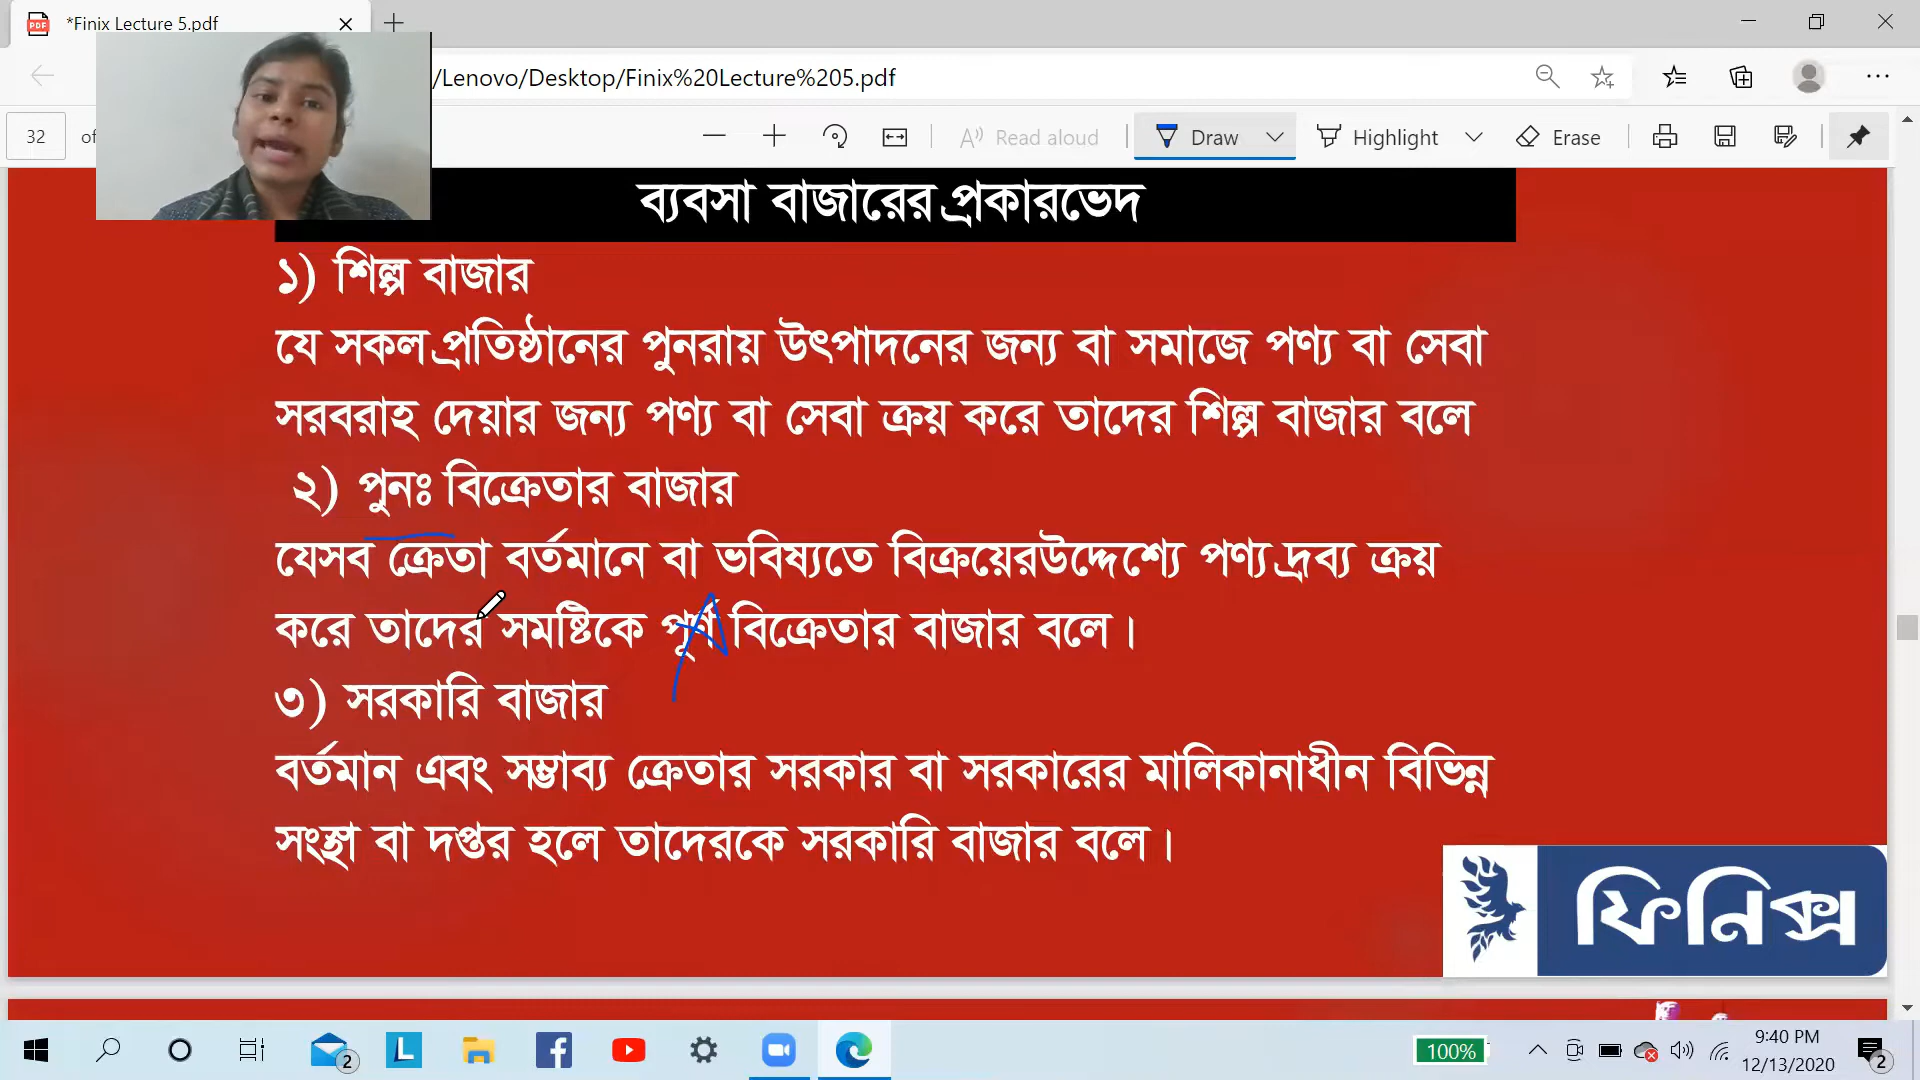 *Finix Lecture 5.pdf
/Lenovo/Desktop/Finix%20Lecture%205.pdf
32 of
Read aloud
Draw
Highlight
Erase
ব্যবসা বাজারের প্রকারভেদ
১) শিল্প বাজার
যে সকল প্রতিষ্ঠানের পুনরায় উৎপাদনের জন্য বা সমাজে পণ্য বা সেবা
সরবরাহ দেয়ার জন্য পণ্য বা সেবা ক্রয় করে তাদের শিল্প বাজার বলে
২) পুনঃ বিক্রেতার বাজার
যেসব ক্রেতা বর্তমানে বা ভবিষ্যতে বিক্রয়েরউদ্দেশ্যে পণ্য দ্রব্য ক্রয়
করে তাদের সমষ্টিকে পূর্ণ বিক্রেতার বাজার বলে।
৩) সরকারি বাজার
বর্তমান এবং সম্ভাব্য ক্রেতার সরকার বা সরকারের মালিকানাধীন বিভিন্ন
সংস্থা বা দপ্তর হলে তাদেরকে সরকারি বাজার বলে।
ফিনিক্স
2
L
100%
9:40 PM
12/13/2020
2